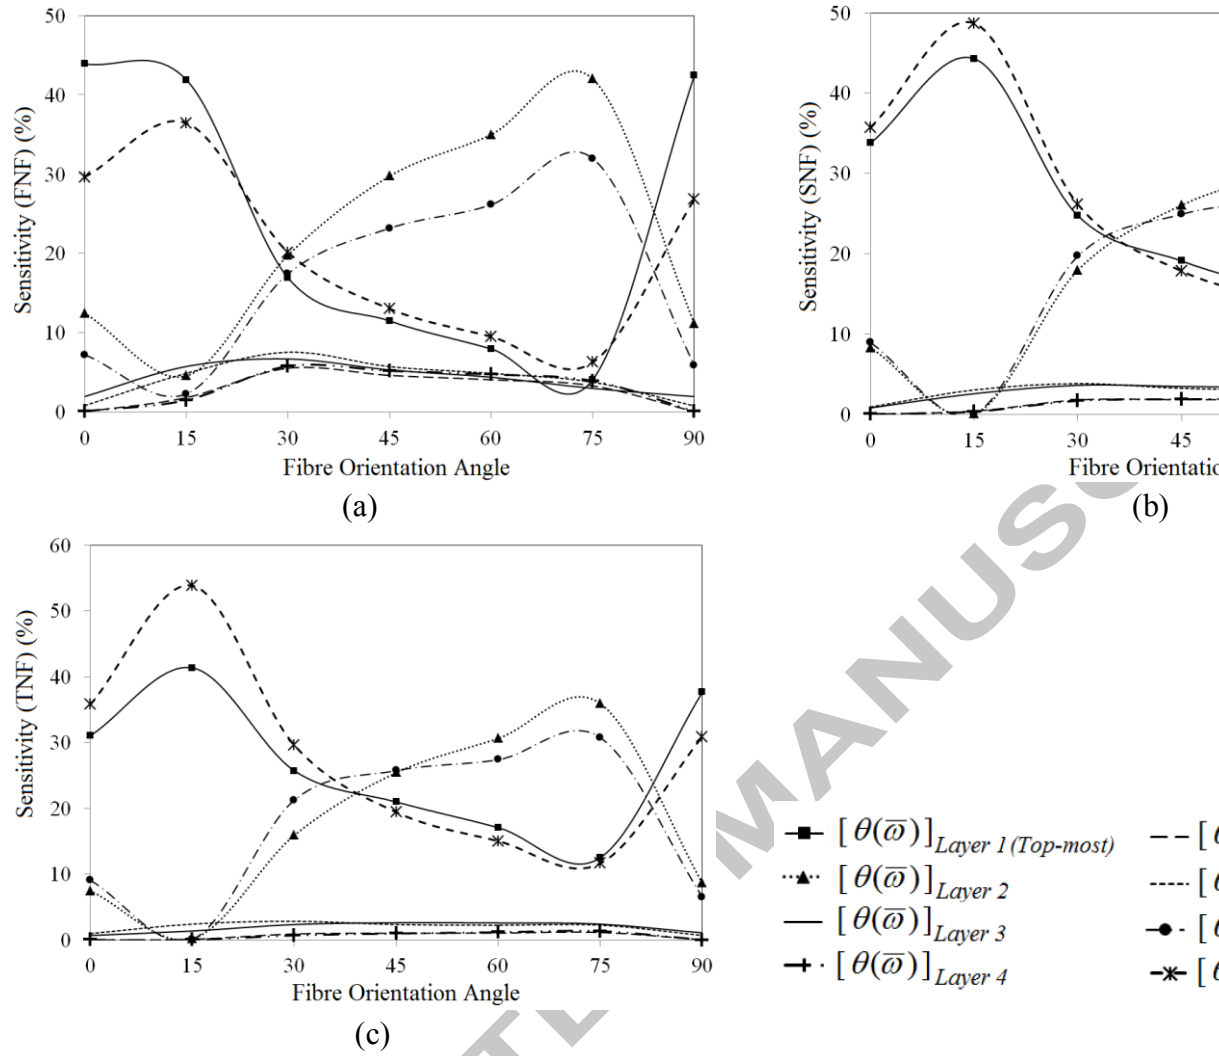 50
40
30
20
10
0
Sensitivity (FNF) (%)
0 15 30 45 60 75 90
Fibre Orientation Angle
(a)
50
40
30
20
10
0
Sensitivity (SNF) (%)
0 15 30 45
Fibre Orientatio
(b)
60
50
40
30
20
10
0
Sensitivity (TNF) (%)
0 15 30 45 60 75 90
Fibre Orientation Angle
(c)
[θ(ω̅)]Layer 1 (Top-most)
[θ(ω̅)]Layer 2
[θ(ω̅)]Layer 3
[θ(ω̅)]Layer 4
[θ
[θ
[θ
[θ
MANUSC